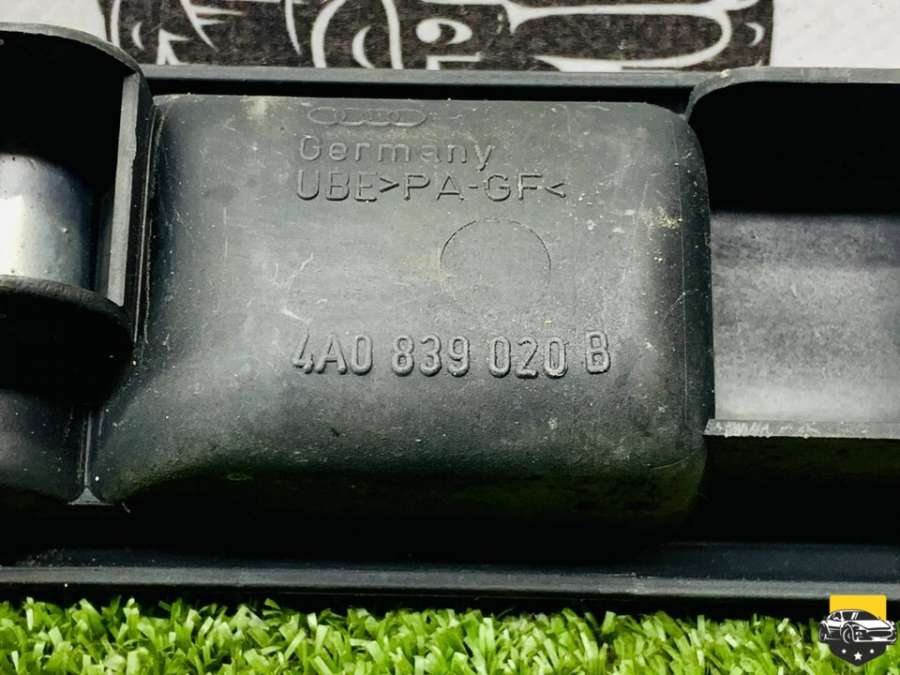 Germany
UBE>PA-GF<
4A0 839 020 B